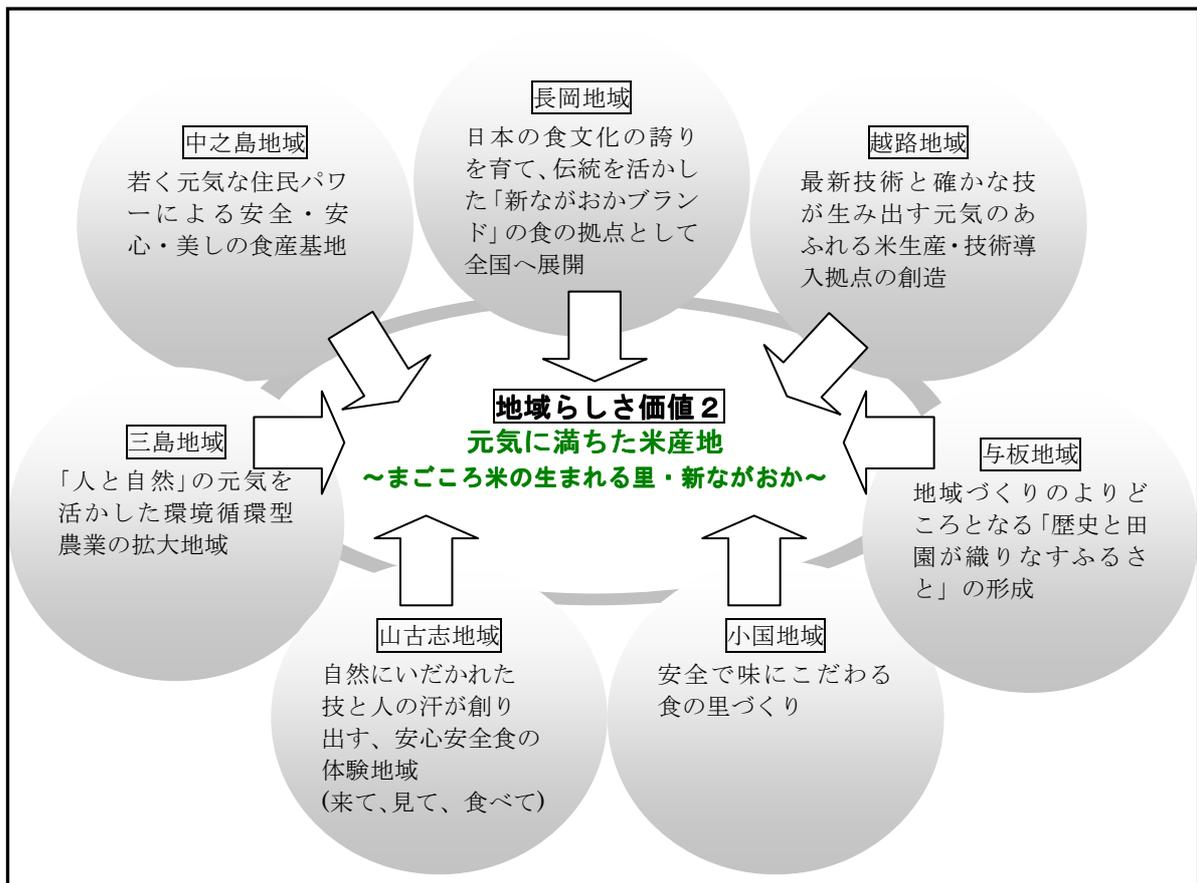 長岡地域
日本の食文化の誇り
を育て、伝統を活かし
た「新ながおかブラン
ド」の食の拠点として
全国へ展開
中之島地域
若く元気な住民パワ
ーによる安全・安
心・美しの食産基地
越路地域
最新技術と確かな技
が生み出す元気のあ
ふれる米生産・技術導
入拠点の創造
地域らしさ価値2
元気に満ちた米産地
～まごころ米の生まれる里・新ながおか～
三島地域
「人と自然」の元気を
活かした環境循環型
農業の拡大地域
与板地域
地域づくりのよりど
ころとなる「歴史と田
園が織りなすふるさ
と」の形成
山古志地域
自然にいだかれた
技と人の汗が創り
出す、安心安全食の
体験地域
(来て、見て、食べて)
小国地域
安全で味にこだわる
食の里づくり